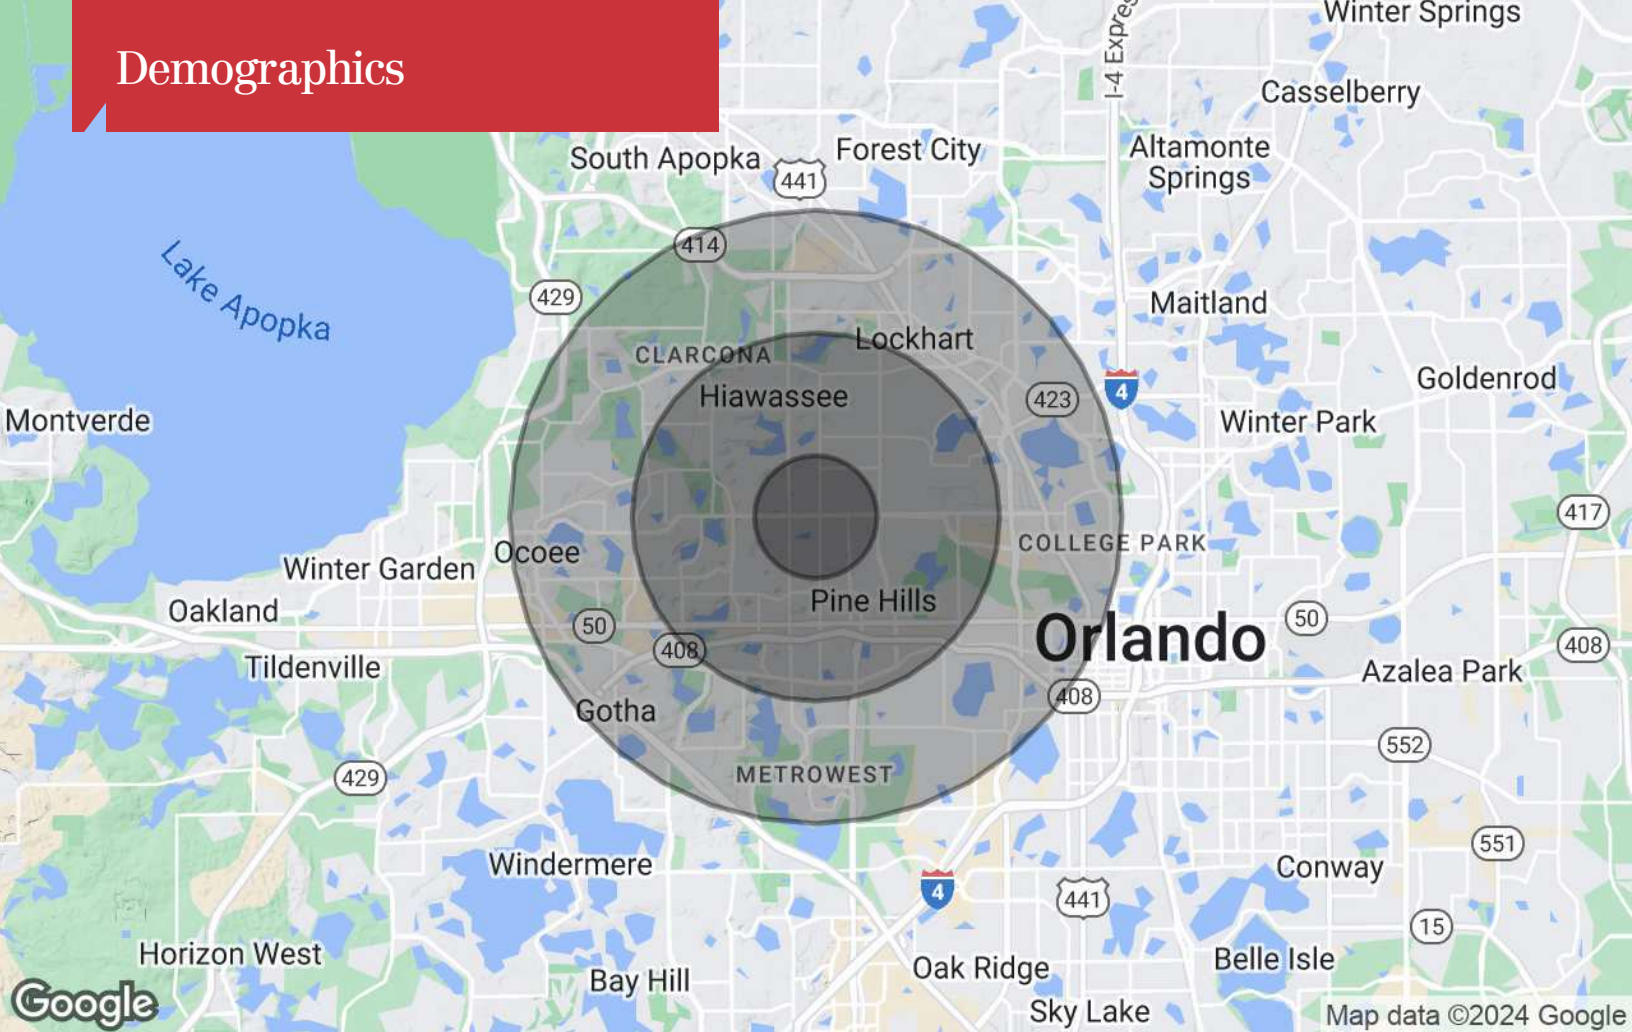 Demographics
Winter Springs
I-4 Expres
Casselberry
South Apopka
441
Forest City
Altamonte
Springs
414
Lake Apopka
429
Maitland
Lockhart
CLARCONA
Hiawassee
423
4
Goldenrod
Montverde
Winter Park
417
Ocoee
COLLEGE PARK
Winter Garden
Pine Hills
Oakland
50
Orlando
50
408
408
Tildenville
Azalea Park
408
Gotha
552
METROWEST
429
551
Windermere
Conway
4
441
15
Horizon West
Oak Ridge
Belle Isle
Bay Hill
Google
Sky Lake
Map data ©2024 Google